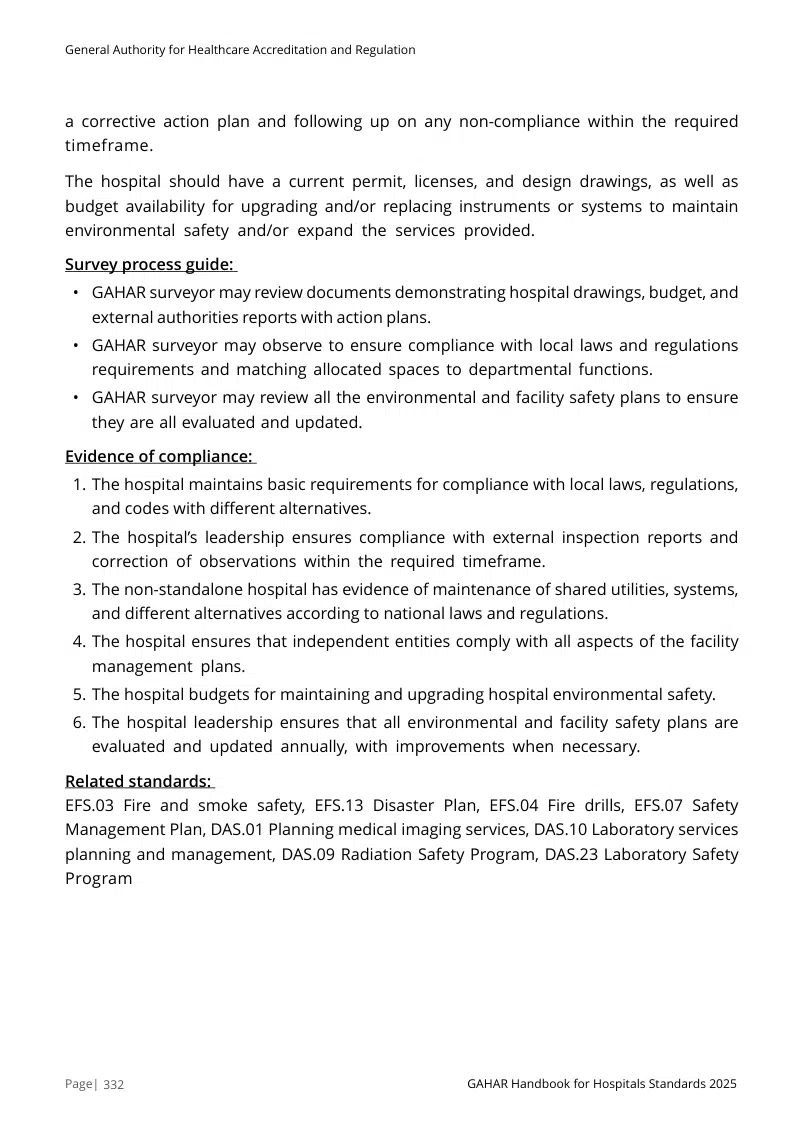 General Authority for Healthcare Accreditation and Regulation
a corrective action plan and following up on any non-compliance within the required
timeframe.
The hospital should have a current permit, licenses, and design drawings, as well as
budget availability for upgrading and/or replacing instruments or systems to maintain
environmental safety and/or expand the services provided.
Survey process guide:
• GAHAR surveyor may review documents demonstrating hospital drawings, budget, and
external authorities reports with action plans.
• GAHAR surveyor may observe to ensure compliance with local laws and regulations
requirements and matching allocated spaces to departmental functions.
• GAHAR surveyor may review all the environmental and facility safety plans to ensure
they are all evaluated and updated.
Evidence of compliance:
1. The hospital maintains basic requirements for compliance with local laws, regulations,
and codes with different alternatives.
2. The hospital’s leadership ensures compliance with external inspection reports and
correction of observations within the required timeframe.
3. The non-standalone hospital has evidence of maintenance of shared utilities, systems,
and different alternatives according to national laws and regulations.
4. The hospital ensures that independent entities comply with all aspects of the facility
management plans.
5. The hospital budgets for maintaining and upgrading hospital environmental safety.
6. The hospital leadership ensures that all environmental and facility safety plans are
evaluated and updated annually, with improvements when necessary.
Related standards:
EFS.03 Fire and smoke safety, EFS.13 Disaster Plan, EFS.04 Fire drills, EFS.07 Safety
Management Plan, DAS.01 Planning medical imaging services, DAS.10 Laboratory services
planning and management, DAS.09 Radiation Safety Program, DAS.23 Laboratory Safety
Program
Page| 332
GAHAR Handbook for Hospitals Standards 2025